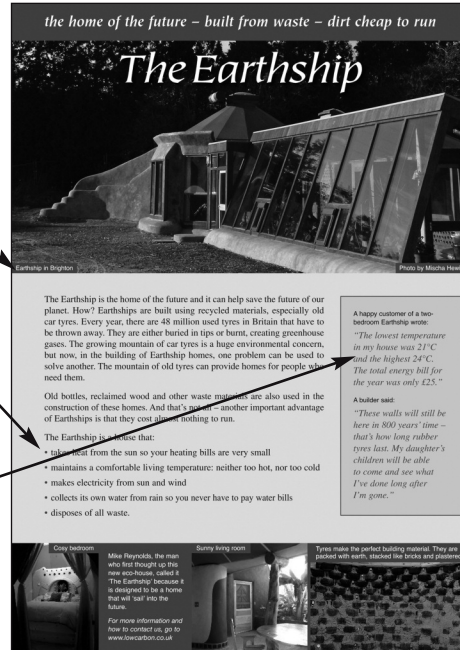 the home of the future – built from waste – dirt cheap to run
The Earthship
Earthship in Brighton
Photo by Mischa Hewi
The Earthship is the home of the future and it can help save the future of our
planet. How? Earthships are built using recycled materials, especially old
car tyres. Every year, there are 48 million used tyres in Britain that have to
be thrown away. They are either buried in tips or burnt, creating greenhouse
gases. The growing mountain of car tyres is a huge environmental concern,
but now, in the building of Earthship homes, one problem can be used to
solve another. The mountain of old tyres can provide homes for people who
need them.
Old bottles, reclaimed wood and other waste materials are also used in the
construction of these homes. And that's not all – another important advantage
of Earthships is that they cost almost nothing to run.
The Earthship is a house that:
• takes heat from the sun so your heating bills are very small
• maintains a comfortable living temperature: neither too hot, nor too cold
• makes electricity from sun and wind
• collects its own water from rain so you never have to pay water bills
• disposes of all waste.
A happy customer of a two-
bedroom Earthship wrote:
"The lowest temperature
in my house was 21°C
and the highest 24°C.
The total energy bill for
the year was only £25."
A builder said:
"These walls will still be
here in 800 years' time –
that's how long rubber
tyres last. My daughter's
children will be able
to come and see what
I've done long after
I'm gone."
Cosy bedroom
Mike Reynolds, the man
who first thought up this
new eco-house, called it
'The Earthship' because it
is designed to be a home
that will 'sail' into the
future.
For more information and
how to contact us, go to
www.lowcarbon.co.uk
Sunny living room
Tyres make the perfect building material. They are
packed with earth, stacked like bricks and plastered